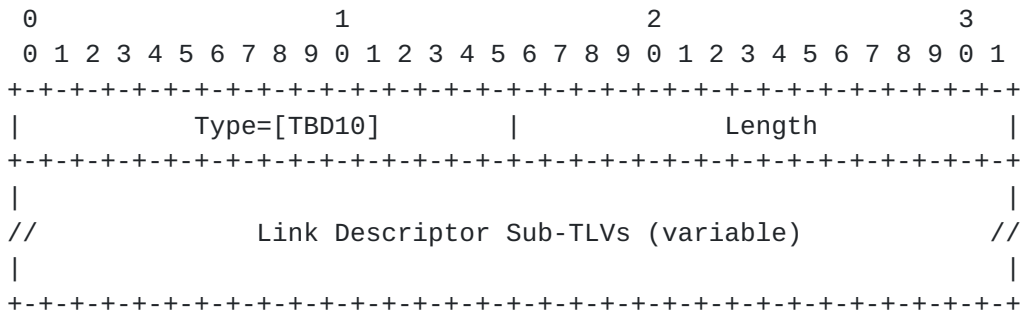 0                   1                   2                   3
 0 1 2 3 4 5 6 7 8 9 0 1 2 3 4 5 6 7 8 9 0 1 2 3 4 5 6 7 8 9 0 1
+-+-+-+-+-+-+-+-+-+-+-+-+-+-+-+-+-+-+-+-+-+-+-+-+-+-+-+-+-+-+-+-+
|           Type=[TBD10]        |             Length            |
+-+-+-+-+-+-+-+-+-+-+-+-+-+-+-+-+-+-+-+-+-+-+-+-+-+-+-+-+-+-+-+-+
|                                                               |
//              Link Descriptor Sub-TLVs (variable)            //
|                                                               |
+-+-+-+-+-+-+-+-+-+-+-+-+-+-+-+-+-+-+-+-+-+-+-+-+-+-+-+-+-+-+-+-+